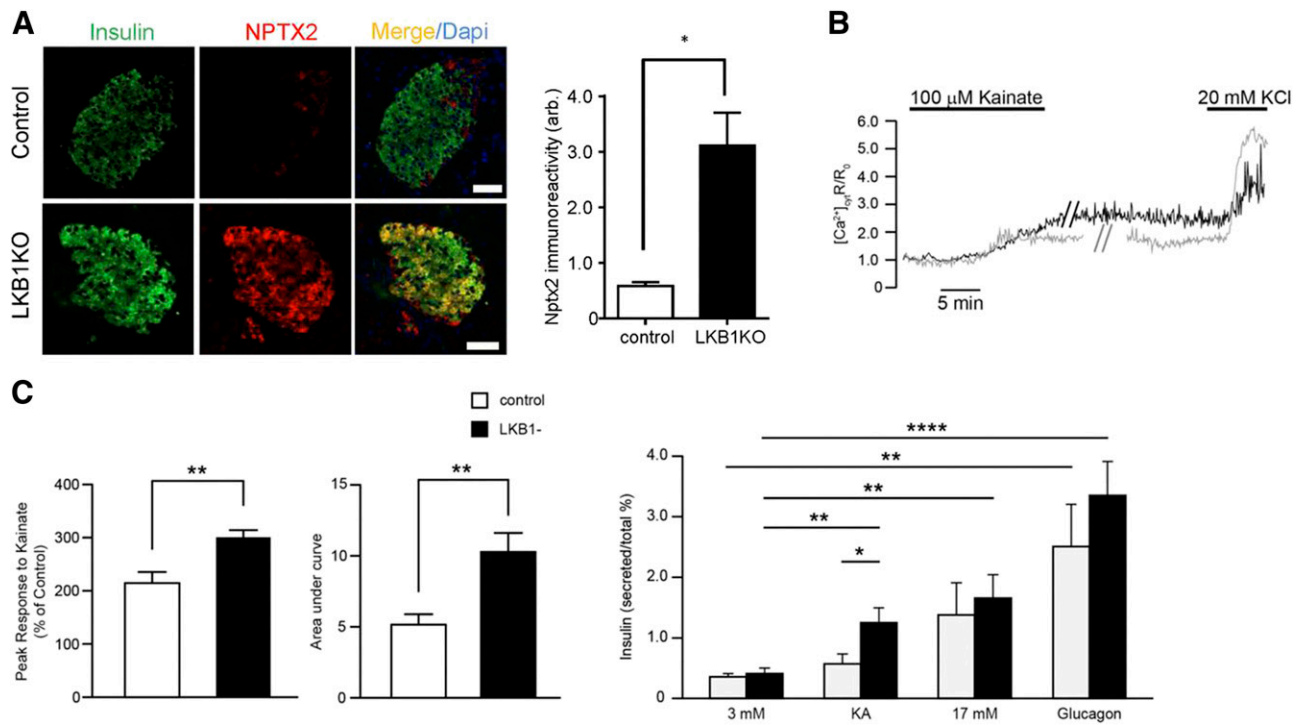 A
Insulin
NPTX2
Merge/Dapi
Control
LKB1KO
Nptx2 immunoreactivity (arb.)
4.0
3.0
2.0
1.0
0
*
control
LKB1KO
B
100 μM Kainate
20 mM KCl
[Ca²⁺]cytR/R₀
6.0
5.0
4.0
3.0
2.0
1.0
0
5 min
C
control
LKB1-
Peak Response to Kainate
(% of Control)
400
300
200
100
0
**
Area under curve
15
10
5
0
**
Insulin (secreted/total %)
4.0
3.0
2.0
1.0
0
****
**
**
**
*
3 mM
KA
17 mM
Glucagon